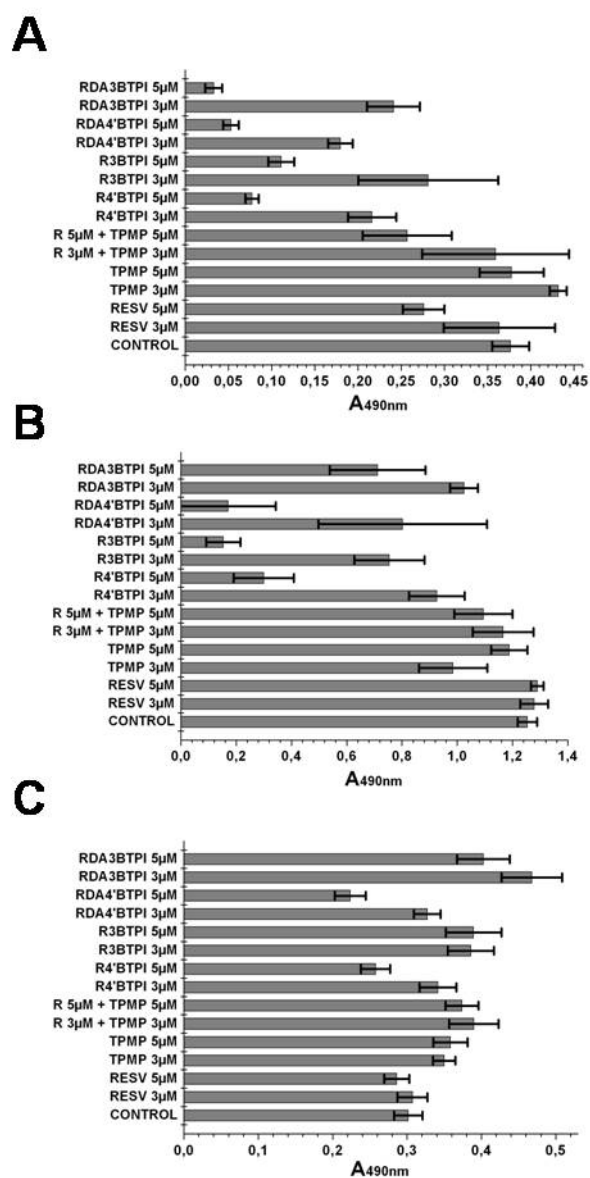 A
RDA3BTPI 5µM
RDA3BTPI 3µM
RDA4'BTPI 5µM
RDA4'BTPI 3µM
R3BTPI 5µM
R3BTPI 3µM
R4'BTPI 5µM
R4'BTPI 3µM
R 5µM + TPMP 5µM
R 3µM + TPMP 3µM
TPMP 5µM
TPMP 3µM
RESV 5µM
RESV 3µM
CONTROL
0,00 0,05 0,10 0,15 0,20 0,25 0,30 0,35 0,40 0,45
A490nm
B
RDA3BTPI 5µM
RDA3BTPI 3µM
RDA4'BTPI 5µM
RDA4'BTPI 3µM
R3BTPI 5µM
R3BTPI 3µM
R4'BTPI 5µM
R4'BTPI 3µM
R 5µM + TPMP 5µM
R 3µM + TPMP 3µM
TPMP 5µM
TPMP 3µM
RESV 5µM
RESV 3µM
CONTROL
0,0 0,2 0,4 0,6 0,8 1,0 1,2 1,4
A490nm
C
RDA3BTPI 5µM
RDA3BTPI 3µM
RDA4'BTPI 5µM
RDA4'BTPI 3µM
R3BTPI 5µM
R3BTPI 3µM
R4'BTPI 5µM
R4'BTPI 3µM
R 5µM + TPMP 5µM
R 3µM + TPMP 3µM
TPMP 5µM
TPMP 3µM
RESV 5µM
RESV 3µM
CONTROL
0,0 0,1 0,2 0,3 0,4 0,5
A490nm